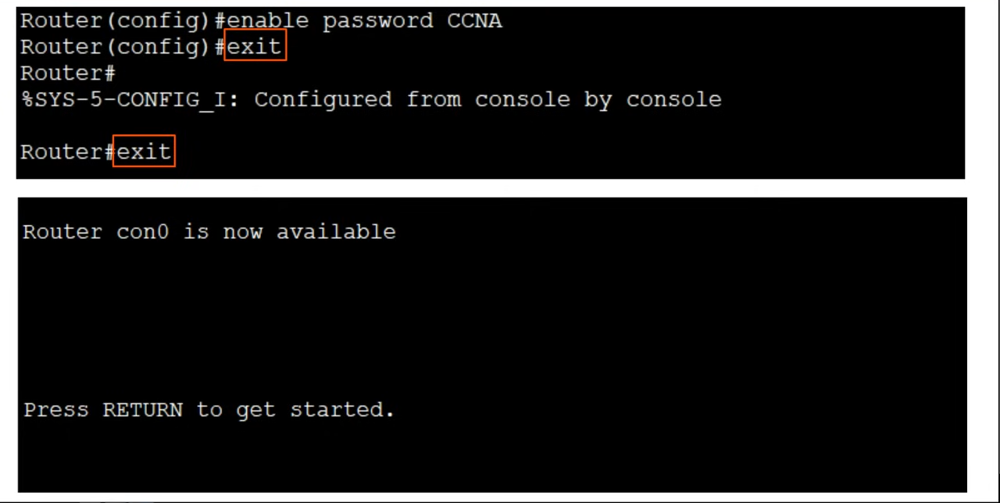 Router(config)#enable password CCNA
Router(config)#exit
Router#
%SYS-5-CONFIG_I: Configured from console by console
Router#exit
Router con0 is now available
Press RETURN to get started.